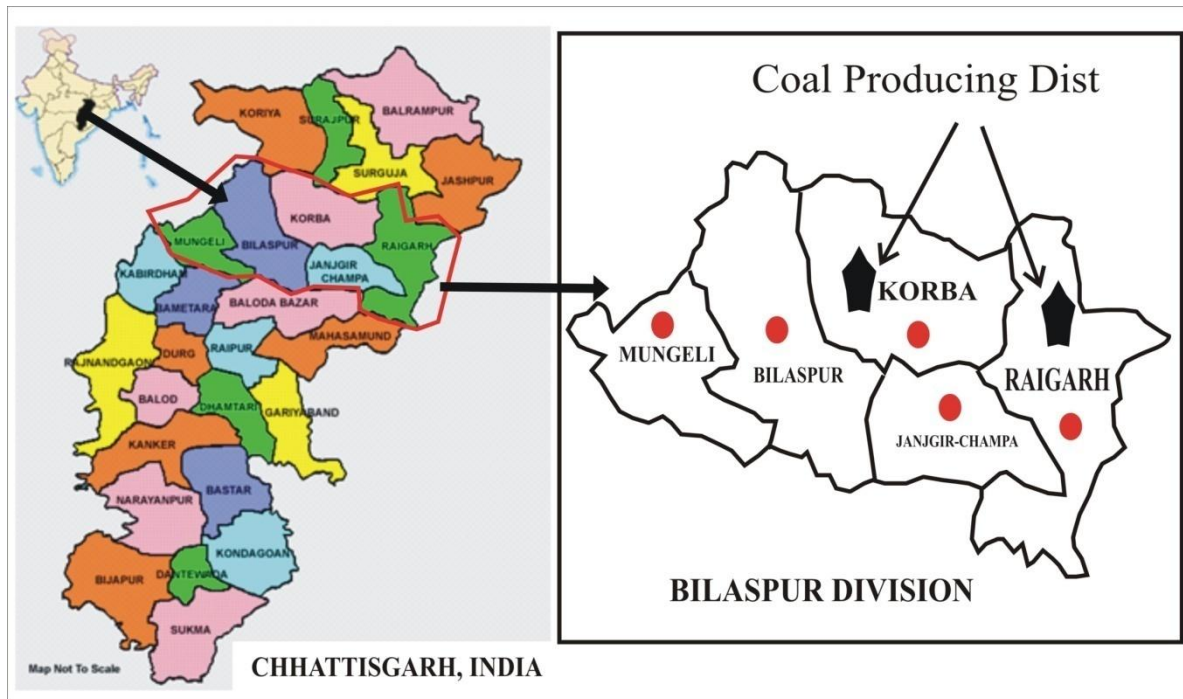 KORIYA
SURAJPUR
BALRAMPUR
SURGUJA
JASHPUR
KORBA
MUNGELI
BILASPUR
RAIGARH
JANJGIR
CHAMPA
KABIRDHAM
BAMETARA
BALODA BAZAR
MAHASAMUND
RAJNANDGAON
DURG
RAIPUR
BALOD
DHAMTARI
GARIYABAND
KANKER
NARAYANPUR
BASTAR
KONDAGOAN
BIJAPUR
DANTEWADA
SUKMA
Map Not To Scale
CHHATTISGARH, INDIA
Coal Producing Dist
KORBA
MUNGELI
BILASPUR
RAIGARH
JANJGIR-CHAMPA
BILASPUR DIVISION